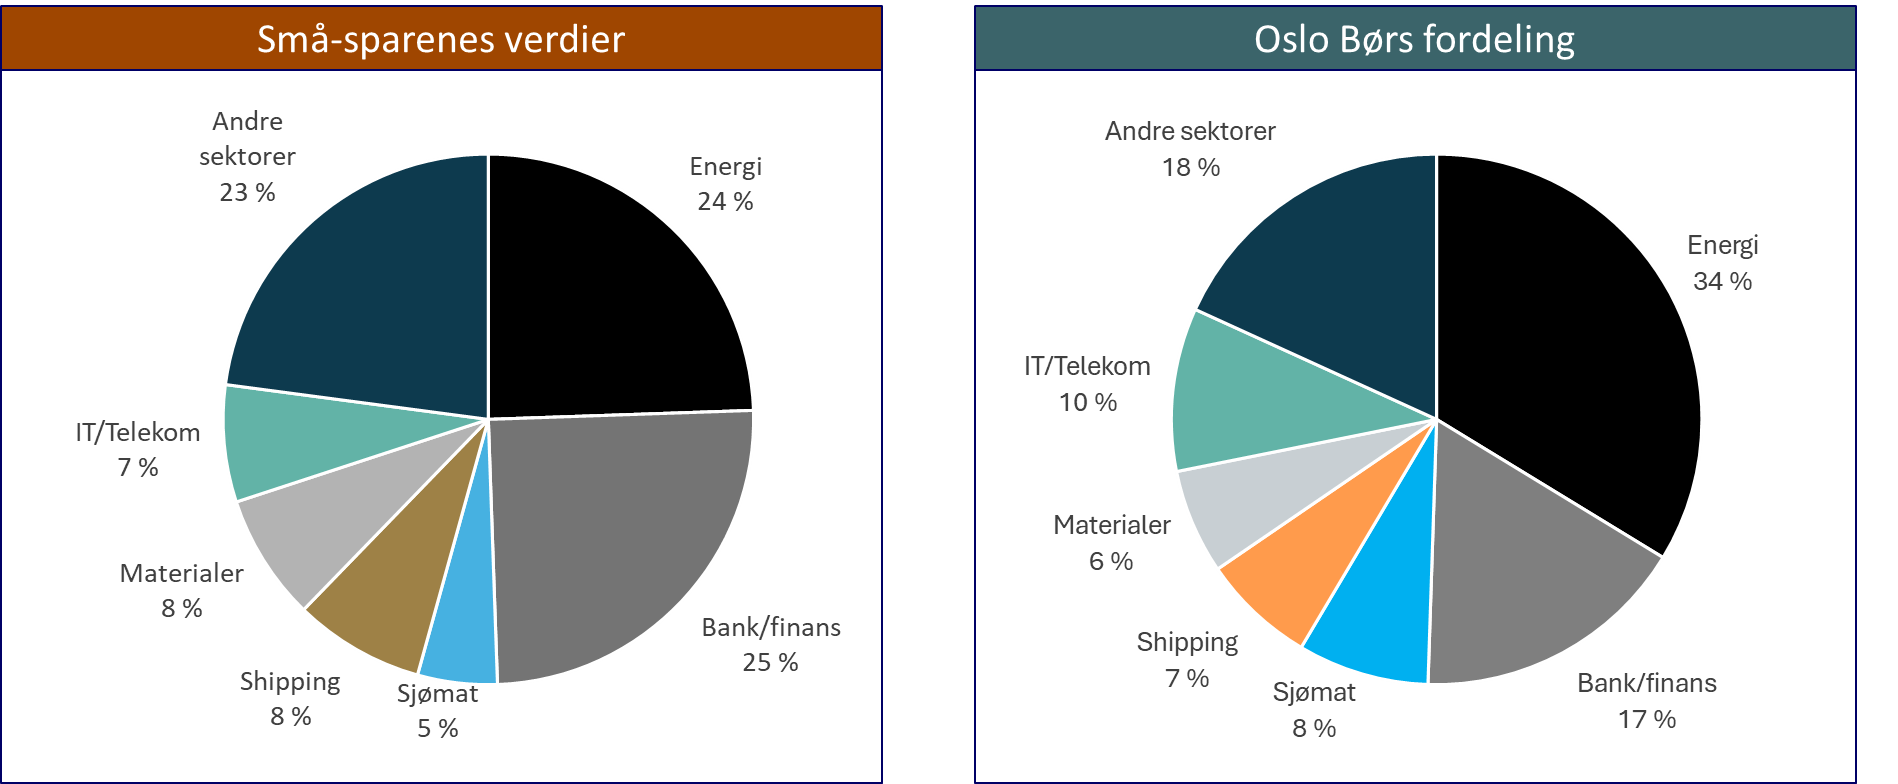 Små-sparenes verdier
Andre
sektorer
23 %
Energi
24 %
IT/Telekom
7 %
Materialer
8 %
Shipping
8 %
Sjømat
5 %
Bank/finans
25 %
Oslo Børs fordeling
Andre sektorer
18 %
Energi
34 %
IT/Telekom
10 %
Materialer
6 %
Shipping
7 %
Sjømat
8 %
Bank/finans
17 %